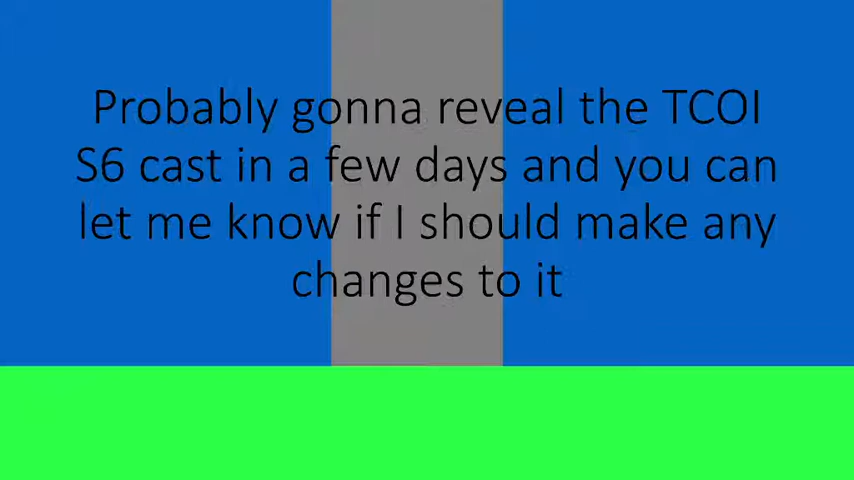 Probably gonna reveal the TCOI
S6 cast in a few days and you can
let me know if I should make any
changes to it